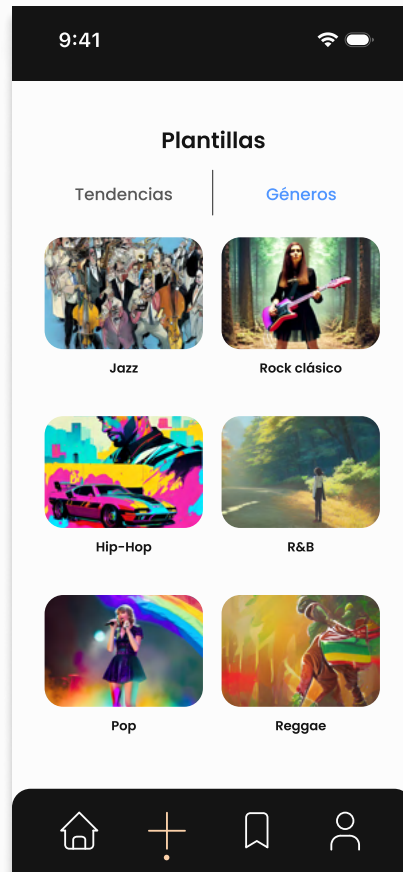 9:41
Plantillas
Tendencias
Géneros
Jazz
Rock clásico
Hip-Hop
R&B
Pop
Reggae